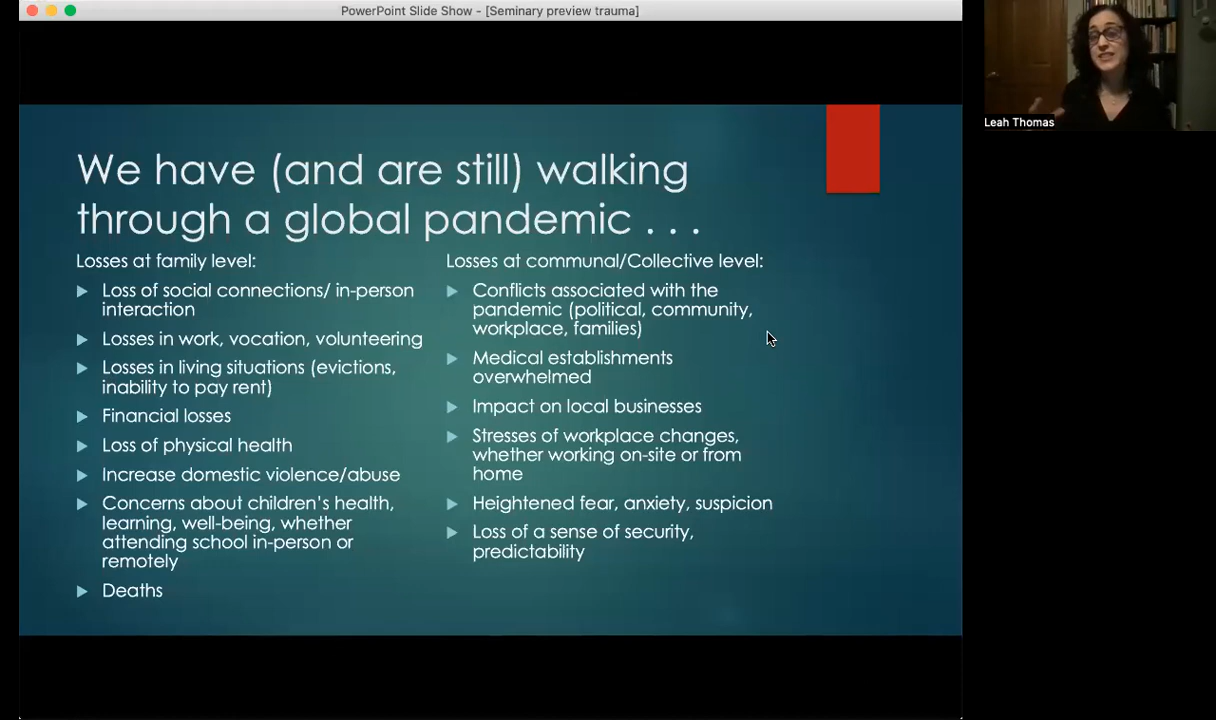 PowerPoint Slide Show - [Seminary preview trauma]
Leah Thomas
We have (and are still) walking
through a global pandemic . . .
Losses at family level:
Loss of social connections/ in-person
interaction
Losses in work, vocation, volunteering
Losses in living situations (evictions,
inability to pay rent)
Financial losses
Loss of physical health
Increase domestic violence/abuse
Concerns about children's health,
learning, well-being, whether
attending school in-person or
remotely
Deaths
Losses at communal/Collective level:
Conflicts associated with the
pandemic (political, community,
workplace, families)
Medical establishments
overwhelmed
Impact on local businesses
Stresses of workplace changes,
whether working on-site or from
home
Heightened fear, anxiety, suspicion
Loss of a sense of security,
predictability